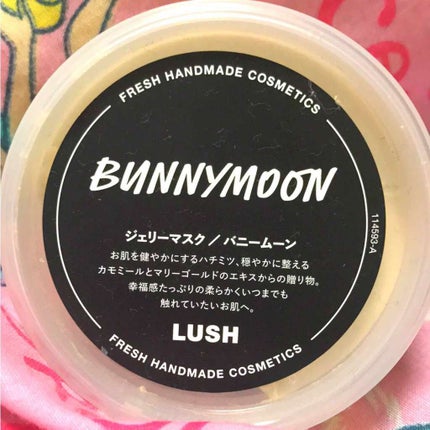 FRESH HANDMADE COSMETICS
BUNNYMOON
ジェリーマスク／バニームーン
お肌を健やかにするハチミツ、穏やかに整える
カモミールとマリーゴールドのエキスからの贈り物。
幸福感たっぷりの柔らかくいつまでも
触れていたいお肌へ。
LUSH
FRESH HANDMADE COSMETICS
114593-A